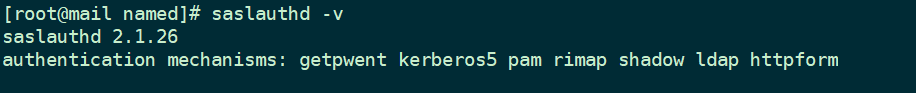 [root@mail named]# saslauthd -v
saslauthd 2.1.26
authentication mechanisms: getpwent kerberos5 pam rimap shadow ldap httpform